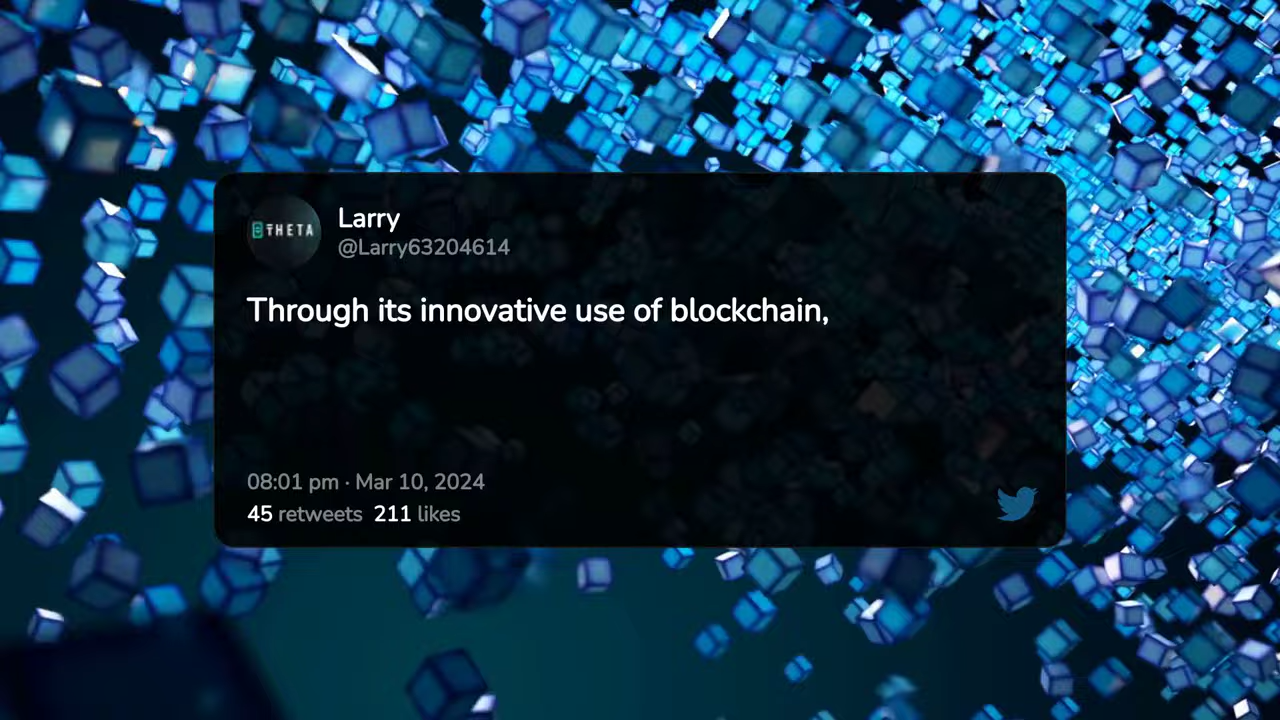 THETA
Larry
@Larry63204614
Through its innovative use of blockchain,
08:01 pm · Mar 10, 2024
45 retweets 211 likes